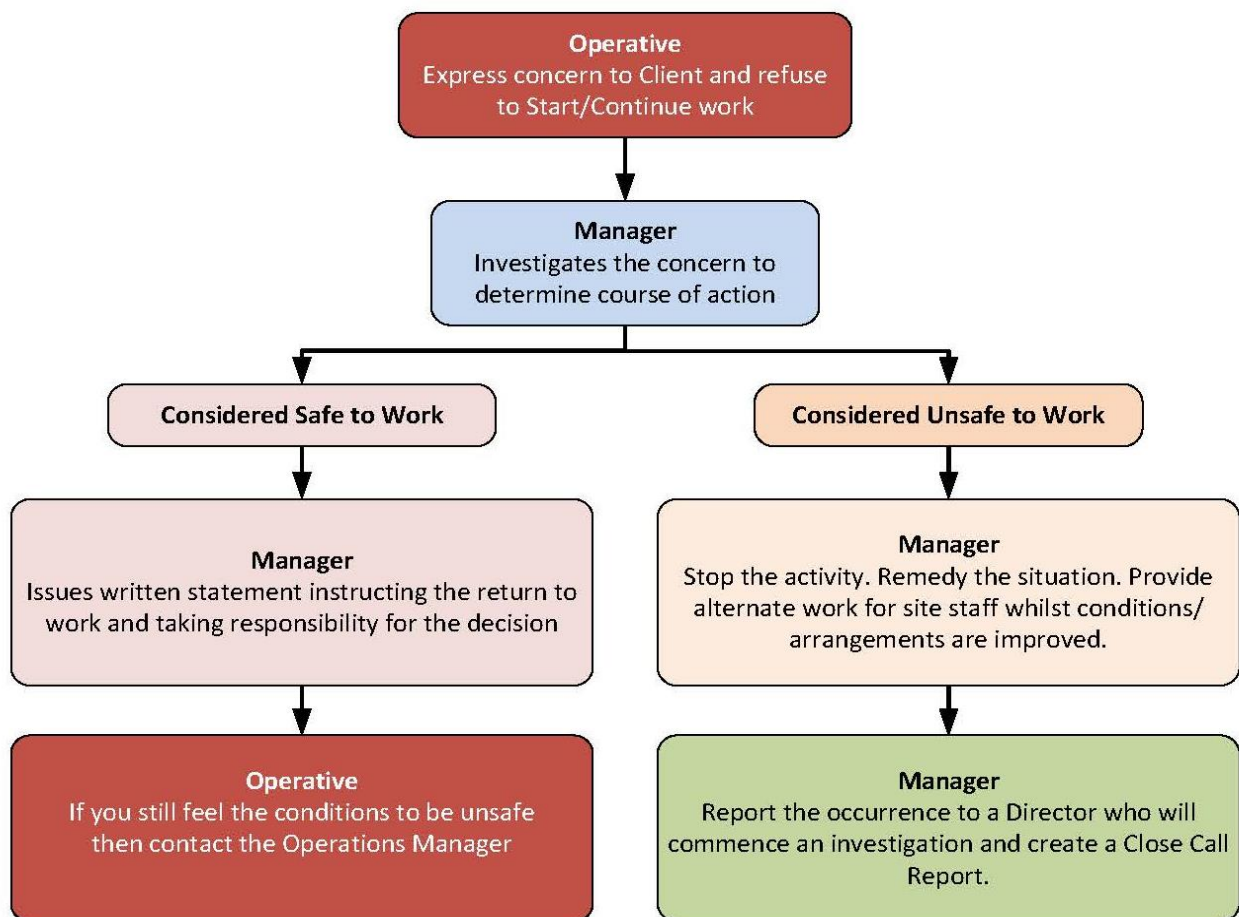 Operative
Express concern to Client and refuse
to Start/Continue work
Manager
Investigates the concern to
determine course of action
Considered Safe to Work
Considered Unsafe to Work
Manager
Issues written statement instructing the return to
work and taking responsibility for the decision
Manager
Stop the activity. Remedy the situation. Provide
alternate work for site staff whilst conditions/
arrangements are improved.
Operative
If you still feel the conditions to be unsafe
then contact the Operations Manager
Manager
Report the occurrence to a Director who will
commence an investigation and create a Close Call
Report.